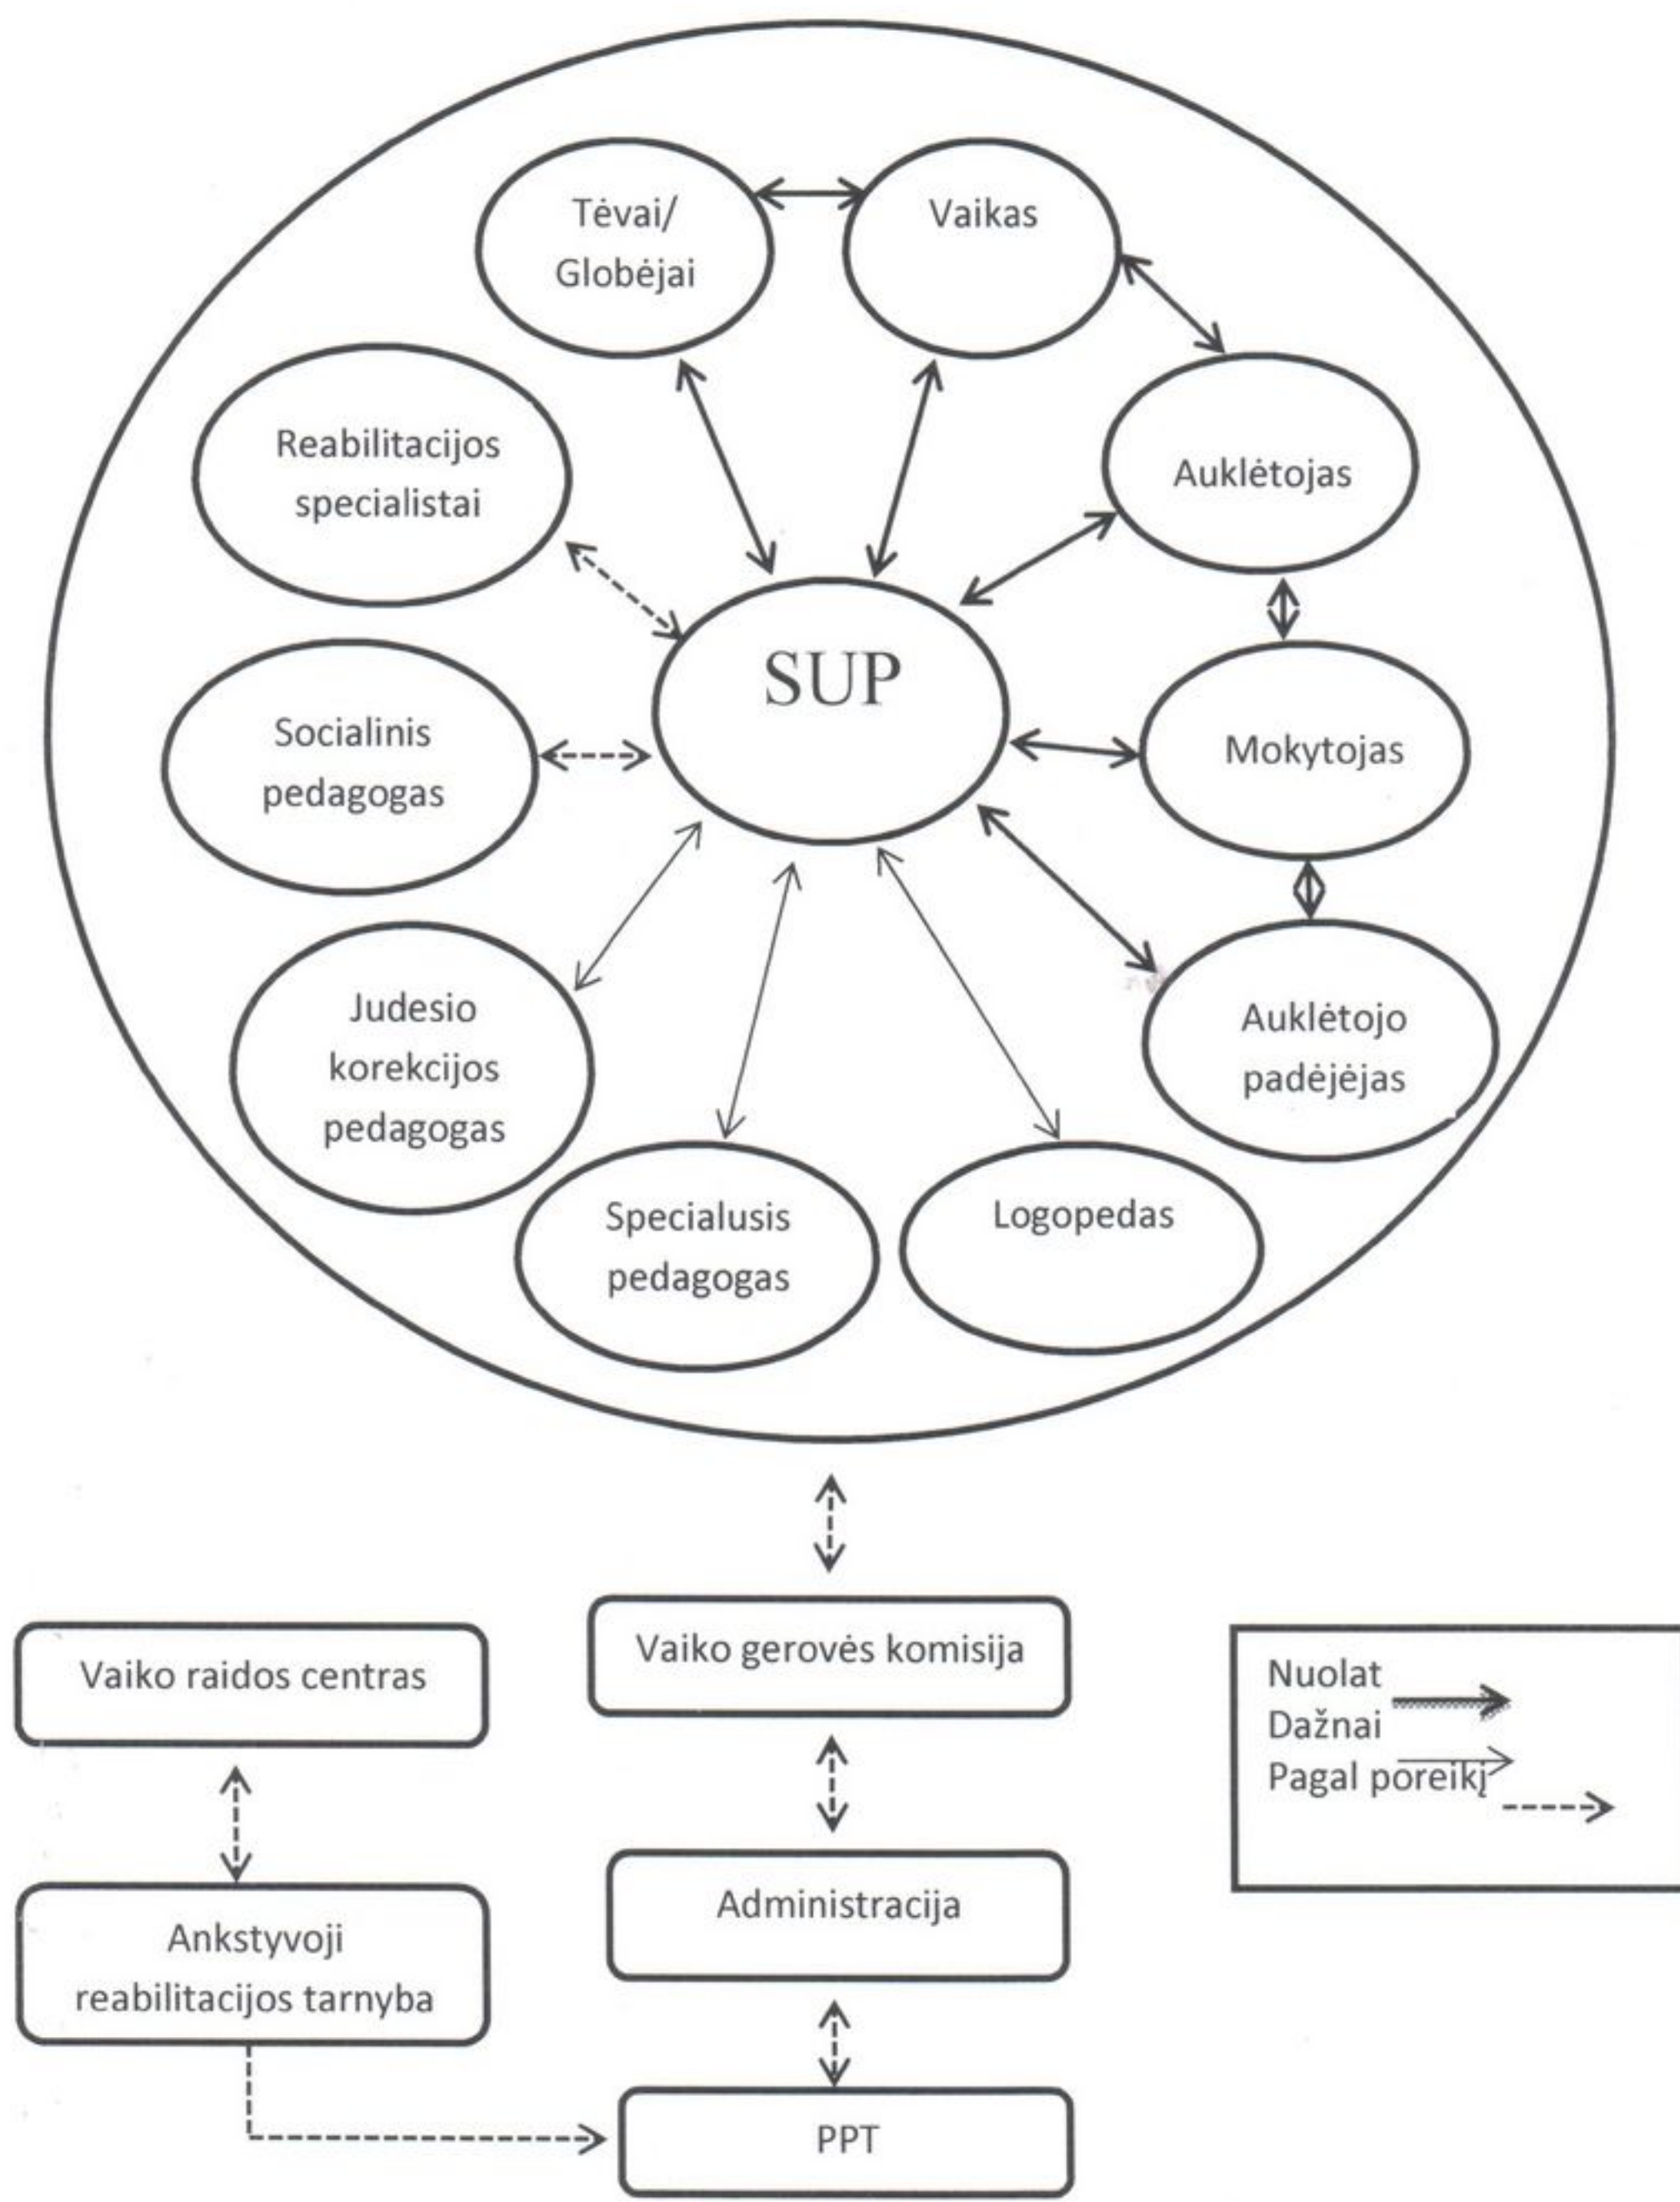 Tėvai/
Globėjai
Vaikas
Reabilitacijos
specialistai
Auklėtojas
SUP
Socialinis
pedagogas
Mokytojas
Judesio
korekcijos
pedagogas
Auklėtojo
padėjėjas
Specialusis
pedagogas
Logopedas
Vaiko raidos centras
Vaiko gerovės komisija
Nuolat
Dažnai
Pagal poreikį
Administracija
Ankstyvoji
reabilitacijos tarnyba
PPT